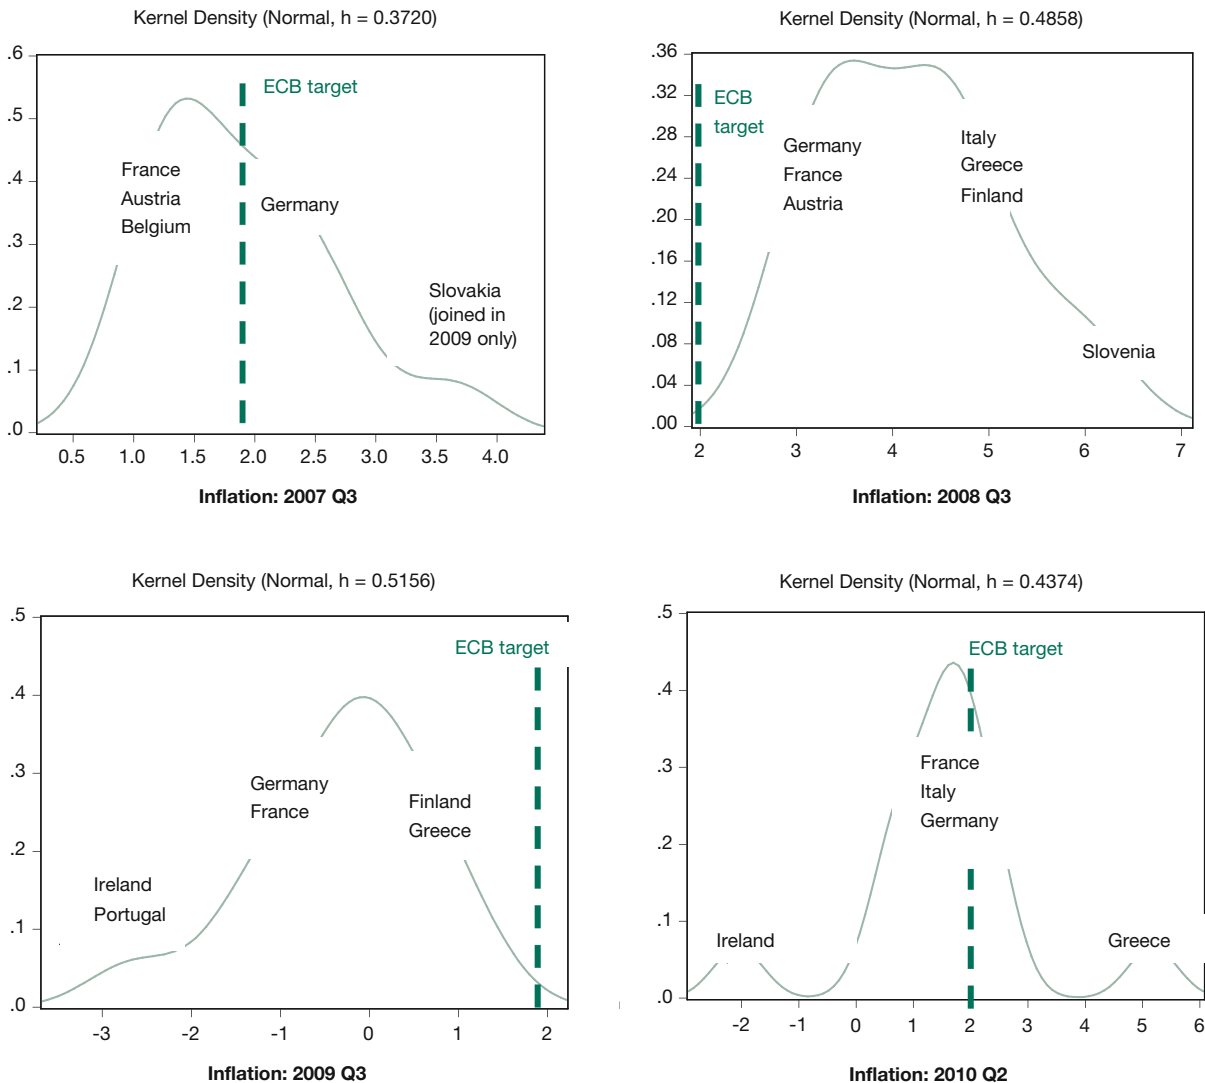 Kernel Density (Normal, h = 0.3720)
.6
.5
.4
.3
.2
.1
.0
ECB target
France
Austria
Belgium
Germany
Slovakia
(joined in
2009 only)
0.5 1.0 1.5 2.0 2.5 3.0 3.5 4.0
Inflation: 2007 Q3
Kernel Density (Normal, h = 0.4858)
.36
.32
.28
.24
.20
.16
.12
.08
.04
.00
ECB
target
Germany
France
Austria
Italy
Greece
Finland
Slovenia
2 3 4 5 6 7
Inflation: 2008 Q3
Kernel Density (Normal, h = 0.5156)
.5
.4
.3
.2
.1
.0
ECB target
Germany
France
Finland
Greece
Ireland
Portugal
-3 -2 -1 0 1 2
Inflation: 2009 Q3
Kernel Density (Normal, h = 0.4374)
.5
.4
.3
.2
.1
.0
ECB target
France
Italy
Germany
Ireland
Greece
-2 -1 0 1 2 3 4 5 6
Inflation: 2010 Q2